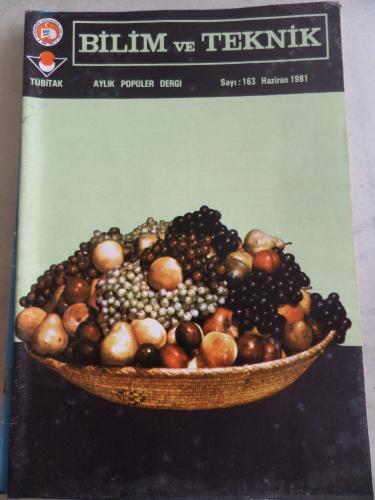 BİLİM VE TEKNİK
TÜBİTAK AYLIK POPÜLER DERGİ Sayı : 163 Haziran 1981